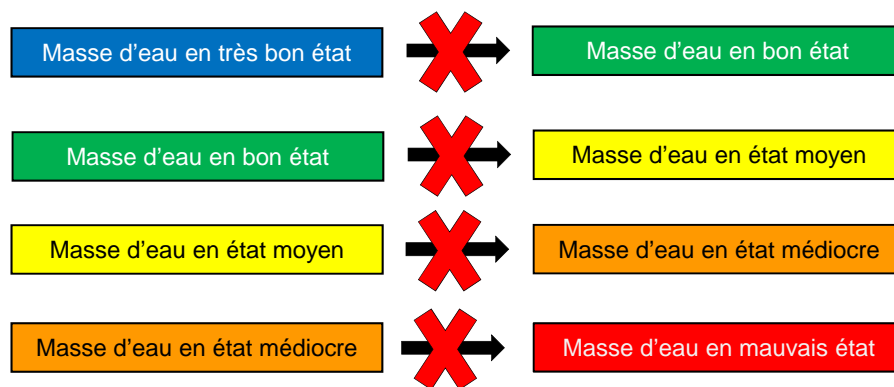 Masse d'eau en très bon état
Masse d'eau en bon état
Masse d'eau en bon état
Masse d'eau en état moyen
Masse d'eau en état moyen
Masse d'eau en état médiocre
Masse d'eau en état médiocre
Masse d'eau en mauvais état